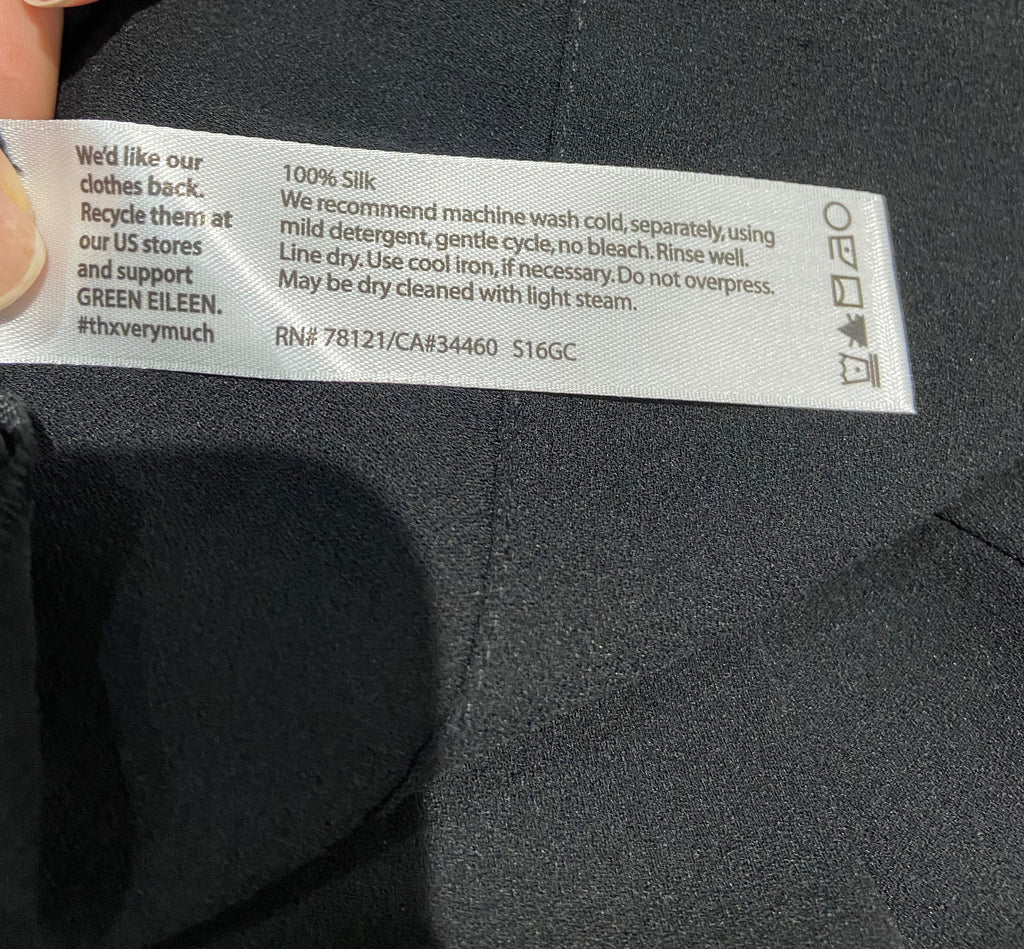 We'd like our
clothes back.
Recycle them at
our US stores
and support
GREEN EILEEN.
#thxverymuch
100% Silk
We recommend machine wash cold, separately, using
mild detergent, gentle cycle, no bleach. Rinse well.
Line dry. Use cool iron, if necessary. Do not overpress.
May be dry cleaned with light steam.
RN# 78121/CA#34460 S16GC